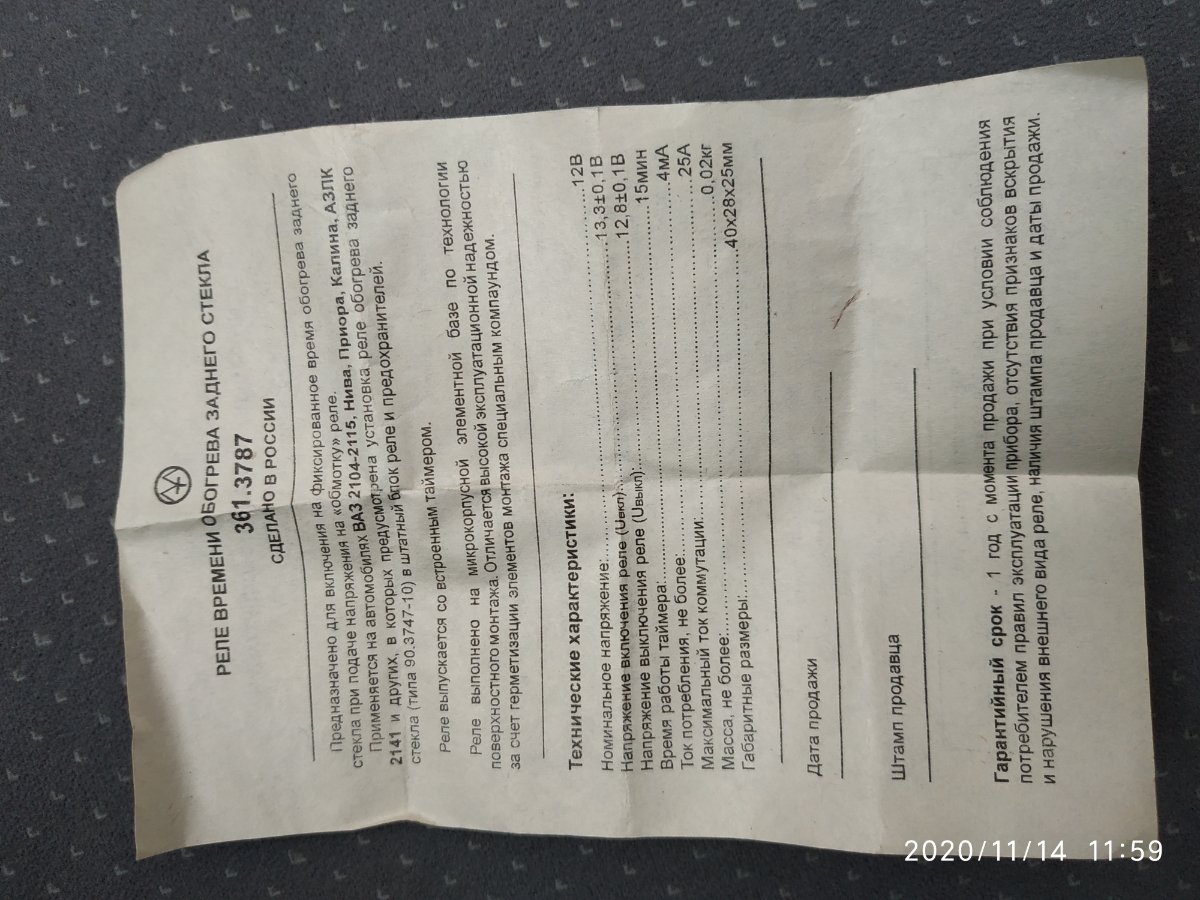 РЕЛЕ ВРЕМЕНИ ОБОГРЕВА ЗАДНЕГО СТЕКЛА
361.3787
СДЕЛАНО В РОССИИ
Предназначено для включения на фиксированное время обогрева заднего
стекла при подаче напряжения на «обмотку» реле.
Применяется на автомобилях ВАЗ 2104-2115, Нива, Приора, Калина, АЗЛК
2141 и других, в которых предусмотрена установка реле обогрева заднего
стекла (типа 90.3747-10) в штатный блок реле и предохранителей.
Реле выпускается со встроенным таймером.
Реле выполнено на микрокорпусной элементной базе по технологии
поверхностного монтажа. Отличается высокой эксплуатационной надежностью
за счет герметизации элементов монтажа специальным компаундом.
Технические характеристики:
Номинальное напряжение:....................12В
Напряжение включения реле (Uвкл)....................13,3±0,1В
Напряжение выключения реле (Uвыкл):....................12,8±0,1В
Время работы таймера:....................15мин
Ток потребления, не более:....................4мА
Максимальный ток коммутации:....................25А
Масса, не более:....................0,02кг
Габаритные размеры:....................40х28х25мм
Дата продажи
Штамп продавца
Гарантийный срок - 1 год с момента продажи при условии соблюдения
потребителем правил эксплуатации прибора, отсутствия признаков вскрытия
и нарушения внешнего вида реле, наличия штампа продавца и даты продажи.
2020/11/14 11:59